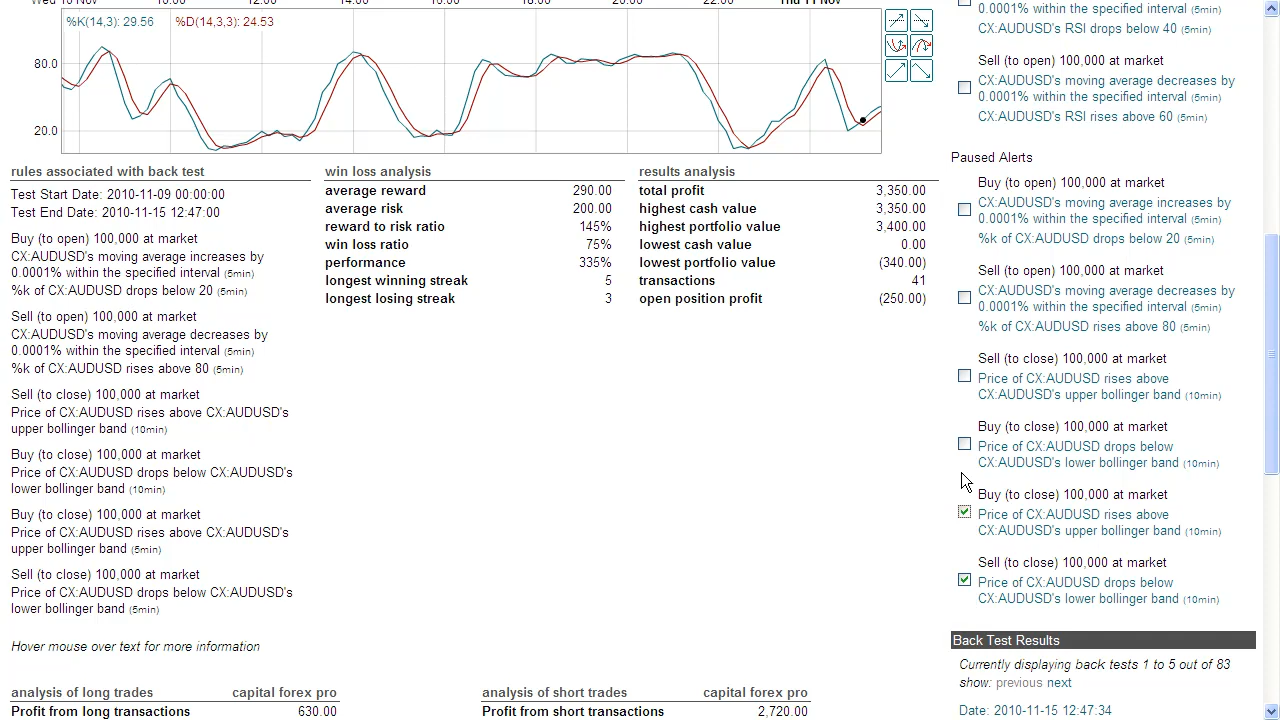 Wed 10 Nov 10:00 12:00 14:00 16:00 18:00 20:00 22:00 Thu 11 Nov
%K(14,3): 29.56 %D(14,3,3): 24.53
80.0
20.0
rules associated with back test
Test Start Date: 2010-11-09 00:00:00
Test End Date: 2010-11-15 12:47:00
Buy (to open) 100,000 at market
CX:AUDUSD's moving average increases by
0.0001% within the specified interval (5min)
%k of CX:AUDUSD drops below 20 (5min)
Sell (to open) 100,000 at market
CX:AUDUSD's moving average decreases by
0.0001% within the specified interval (5min)
%k of CX:AUDUSD rises above 80 (5min)
Sell (to close) 100,000 at market
Price of CX:AUDUSD rises above CX:AUDUSD's
upper bollinger band (10min)
Buy (to close) 100,000 at market
Price of CX:AUDUSD drops below CX:AUDUSD's
lower bollinger band (10min)
Buy (to close) 100,000 at market
Price of CX:AUDUSD rises above CX:AUDUSD's
upper bollinger band (5min)
Sell (to close) 100,000 at market
Price of CX:AUDUSD drops below CX:AUDUSD's
lower bollinger band (5min)
Hover mouse over text for more information
win loss analysis
average reward 290.00
average risk 200.00
reward to risk ratio 145%
win loss ratio 75%
performance 335%
longest winning streak 5
longest losing streak 3
results analysis
total profit 3,350.00
highest cash value 3,350.00
highest portfolio value 3,400.00
lowest cash value 0.00
lowest portfolio value (340.00)
transactions 41
open position profit (250.00)
analysis of long trades capital forex pro
Profit from long transactions 630.00
analysis of short trades capital forex pro
Profit from short transactions 2,720.00
0.0001% within the specified interval (5min)
CX:AUDUSD's RSI drops below 40 (5min)
Sell (to open) 100,000 at market
CX:AUDUSD's moving average decreases by
0.0001% within the specified interval (5min)
CX:AUDUSD's RSI rises above 60 (5min)
Paused Alerts
Buy (to open) 100,000 at market
CX:AUDUSD's moving average increases by
0.0001% within the specified interval (5min)
%k of CX:AUDUSD drops below 20 (5min)
Sell (to open) 100,000 at market
CX:AUDUSD's moving average decreases by
0.0001% within the specified interval (5min)
%k of CX:AUDUSD rises above 80 (5min)
Sell (to close) 100,000 at market
Price of CX:AUDUSD rises above
CX:AUDUSD's upper bollinger band (10min)
Buy (to close) 100,000 at market
Price of CX:AUDUSD drops below
CX:AUDUSD's lower bollinger band (10min)
Buy (to close) 100,000 at market
Price of CX:AUDUSD rises above
CX:AUDUSD's upper bollinger band (10min)
Sell (to close) 100,000 at market
Price of CX:AUDUSD drops below
CX:AUDUSD's lower bollinger band (10min)
Back Test Results
Currently displaying back tests 1 to 5 out of 83
show: previous next
Date: 2010-11-15 12:47:34